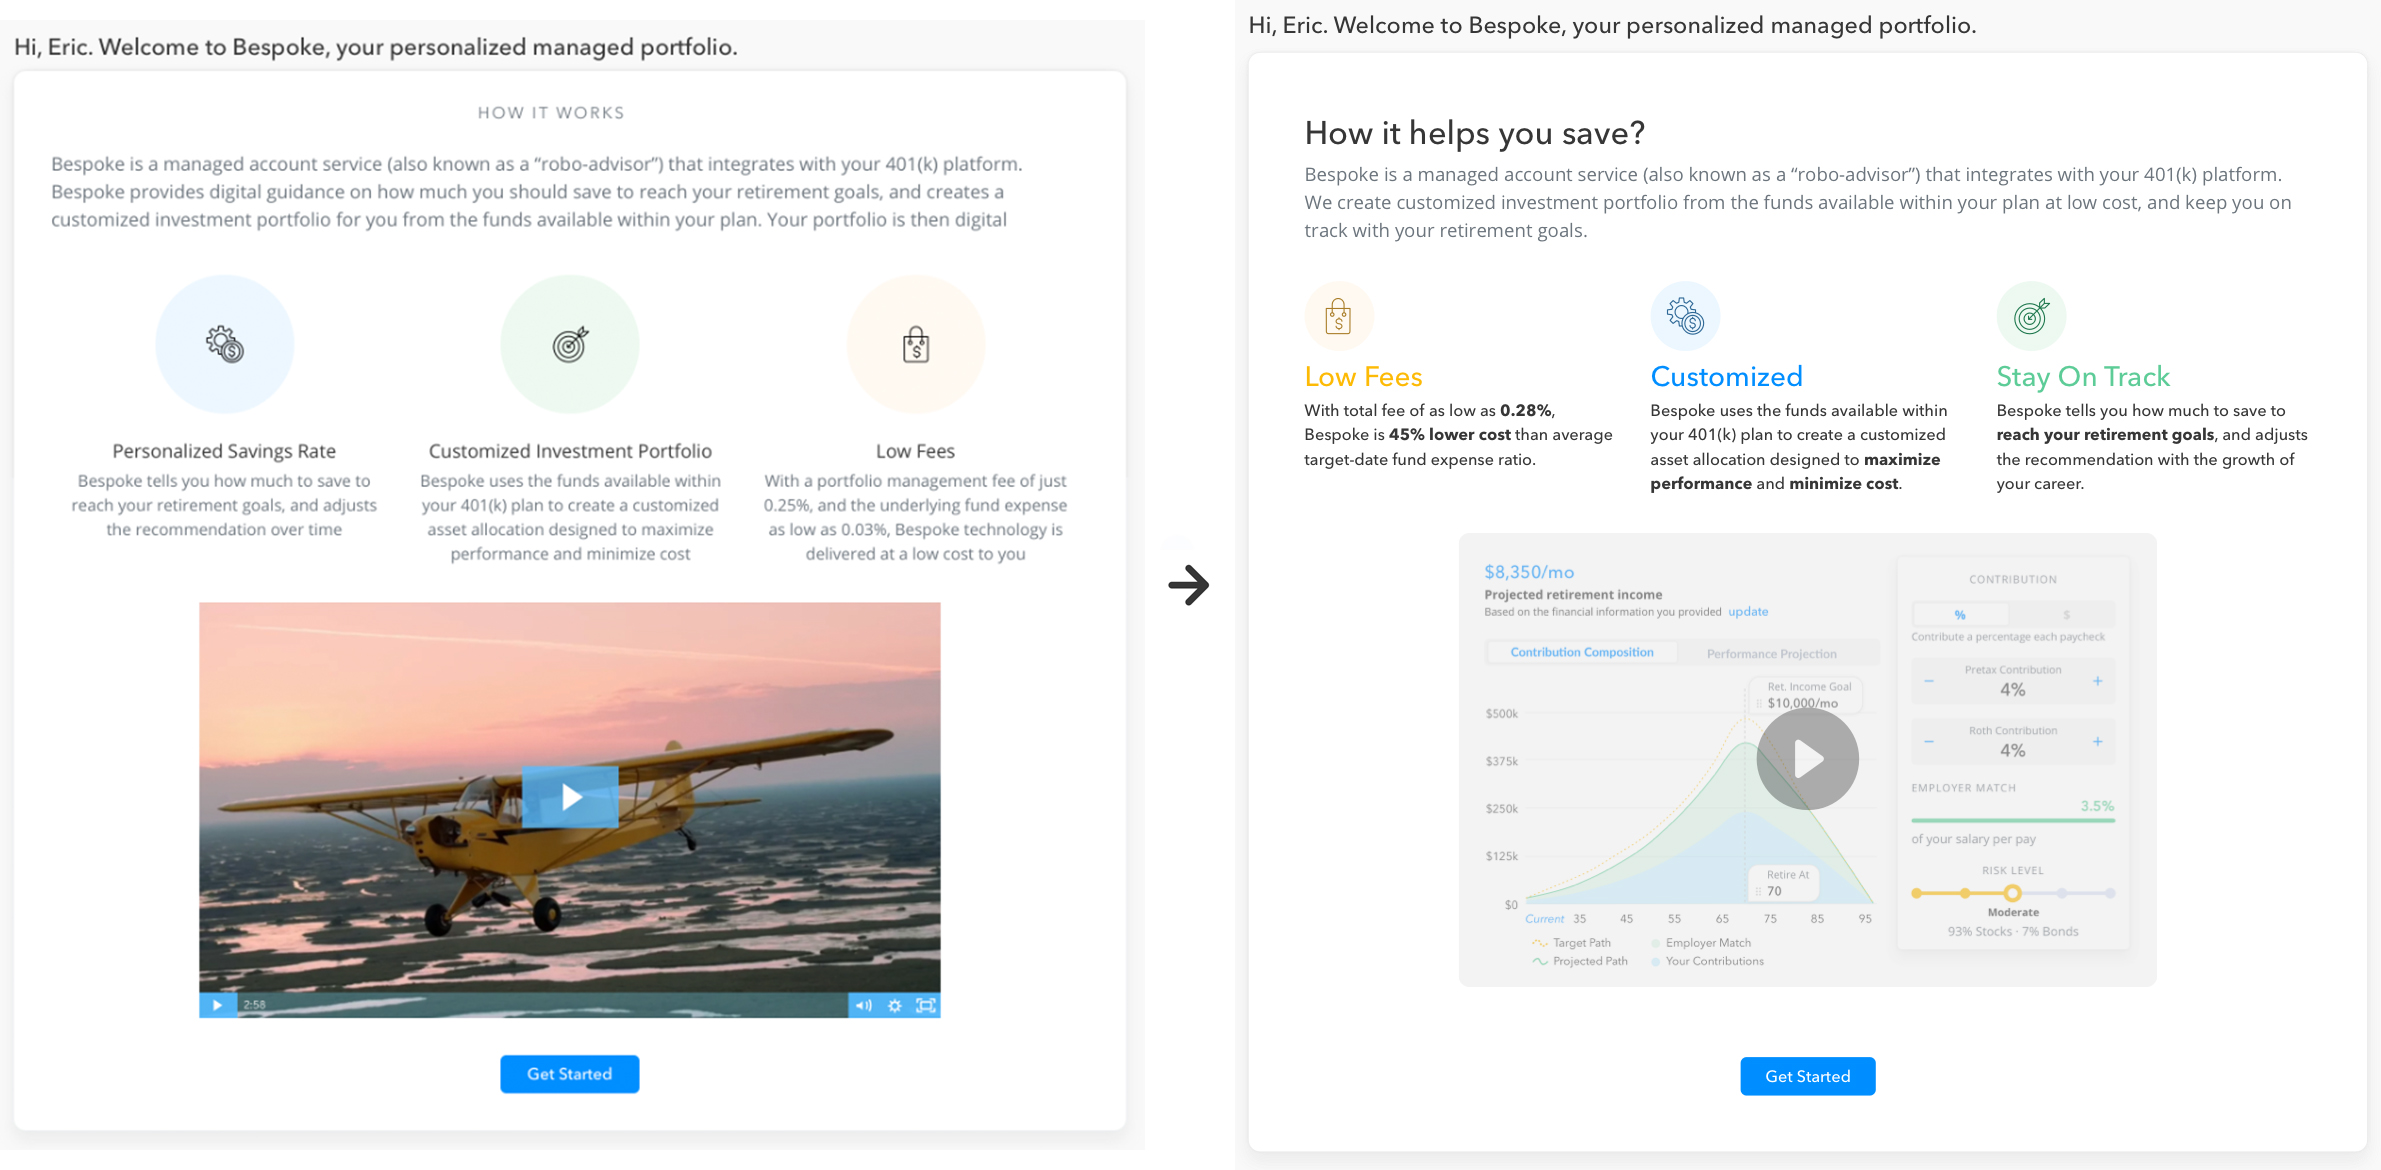 Hi, Eric. Welcome to Bespoke, your personalized managed portfolio.
HOW IT WORKS
Bespoke is a managed account service (also known as a “robo-advisor”) that integrates with your 401(k) platform.
Bespoke provides digital guidance on how much you should save to reach your retirement goals, and creates a
customized investment portfolio for you from the funds available within your plan. Your portfolio is then digital
Personalized Savings Rate
Bespoke tells you how much to save to
reach your retirement goals, and adjusts
the recommendation over time
Customized Investment Portfolio
Bespoke uses the funds available within
your 401(k) plan to create a customized
asset allocation designed to maximize
performance and minimize cost
Low Fees
With a portfolio management fee of just
0.25%, and the underlying fund expense
as low as 0.03%, Bespoke technology is
delivered at a low cost to you
2:58
Get Started
Hi, Eric. Welcome to Bespoke, your personalized managed portfolio.
How it helps you save?
Bespoke is a managed account service (also known as a “robo-advisor”) that integrates with your 401(k) platform.
We create customized investment portfolio from the funds available within your plan at low cost, and keep you on
track with your retirement goals.
Low Fees
With total fee of as low as 0.28%,
Bespoke is 45% lower cost than average
target-date fund expense ratio.
Customized
Bespoke uses the funds available within
your 401(k) plan to create a customized
asset allocation designed to maximize
performance and minimize cost.
Stay On Track
Bespoke tells you how much to save to
reach your retirement goals, and adjusts
the recommendation with the growth of
your career.
$8,350/mo
Projected retirement income
Based on the financial information you provided update
Contribution Composition
Performance Projection
Ret. Income Goal
$10,000/mo
$500k
$375k
$250k
$125k
$0
Retire At
70
Current 35 45 55 65 75 85 95
Target Path
Employer Match
Projected Path
Your Contributions
CONTRIBUTION
% $
Contribute a percentage each paycheck
Pretax Contribution
− 4% +
Roth Contribution
− 4% +
EMPLOYER MATCH
3.5%
of your salary per pay
RISK LEVEL
Moderate
93% Stocks · 7% Bonds
Get Started